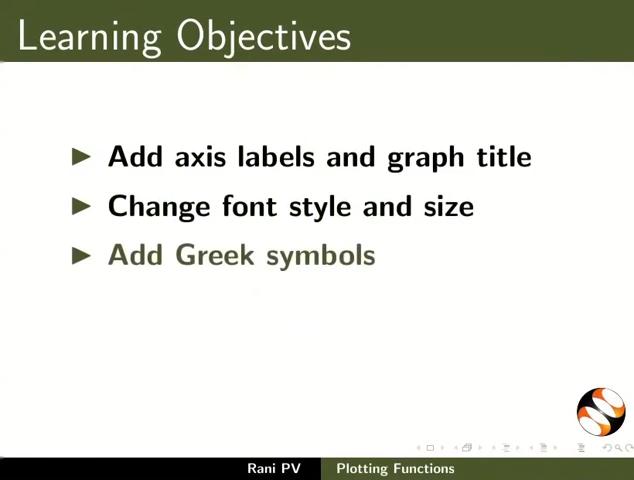 Learning Objectives
Add axis labels and graph title
Change font style and size
Add Greek symbols
Rani PV Plotting Functions